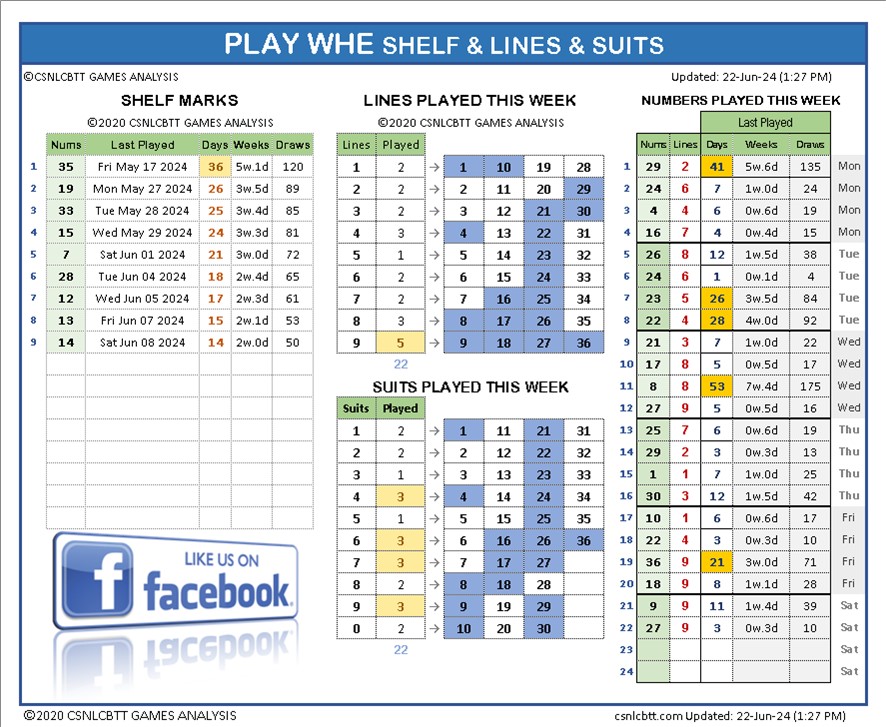 PLAY WHE SHELF & LINES & SUITS
©CSNLCBTT GAMES ANALYSIS
Updated: 22-Jun-24 (1:27 PM)
SHELF MARKS
©2020 CSNLCBTT GAMES ANALYSIS
Nums Last Played Days Weeks Draws
1 35 Fri May 17 2024 36 5w.1d 120
2 19 Mon May 27 2024 26 3w.5d 89
3 33 Tue May 28 2024 25 3w.4d 85
4 15 Wed May 29 2024 24 3w.3d 81
5 7 Sat Jun 01 2024 21 3w.0d 72
6 28 Tue Jun 04 2024 18 2w.4d 65
7 12 Wed Jun 05 2024 17 2w.3d 61
8 13 Fri Jun 07 2024 15 2w.1d 53
9 14 Sat Jun 08 2024 14 2w.0d 50
LIKE US ON
facebook.
LINES PLAYED THIS WEEK
©2020 CSNLCBTT GAMES ANALYSIS
Lines Played
1 2 → 1 10 19 28
2 2 → 2 11 20 29
3 2 → 3 12 21 30
4 3 → 4 13 22 31
5 1 → 5 14 23 32
6 2 → 6 15 24 33
7 2 → 7 16 25 34
8 3 → 8 17 26 35
9 5 → 9 18 27 36
22
SUITS PLAYED THIS WEEK
Suits Played
1 2 → 1 11 21 31
2 2 → 2 12 22 32
3 1 → 3 13 23 33
4 3 → 4 14 24 34
5 1 → 5 15 25 35
6 3 → 6 16 26 36
7 3 → 7 17 27
8 2 → 8 18 28
9 3 → 9 19 29
0 2 → 10 20 30
22
NUMBERS PLAYED THIS WEEK
Last Played
Nums Lines Days Weeks Draws
1 29 2 41 5w.6d 135 Mon
2 24 6 7 1w.0d 24 Mon
3 4 4 6 0w.6d 19 Mon
4 16 7 4 0w.4d 15 Mon
5 26 8 12 1w.5d 38 Tue
6 24 6 1 0w.1d 4 Tue
7 23 5 26 3w.5d 84 Tue
8 22 4 28 4w.0d 92 Tue
9 21 3 7 1w.0d 22 Wed
10 17 8 5 0w.5d 17 Wed
11 8 8 53 7w.4d 175 Wed
12 27 9 5 0w.5d 16 Wed
13 25 7 6 0w.6d 19 Thu
14 29 2 3 0w.3d 13 Thu
15 1 1 7 1w.0d 25 Thu
16 30 3 12 1w.5d 42 Thu
17 10 1 6 0w.6d 17 Fri
18 22 4 3 0w.3d 10 Fri
19 36 9 21 3w.0d 71 Fri
20 18 9 8 1w.1d 28 Fri
21 9 9 11 1w.4d 39 Sat
22 27 9 3 0w.3d 10 Sat
23 Sat
24 Sat
©2020 CSNLCBTT GAMES ANALYSIS
csnlcbtt.com Updated: 22-Jun-24 (1:27 PM)